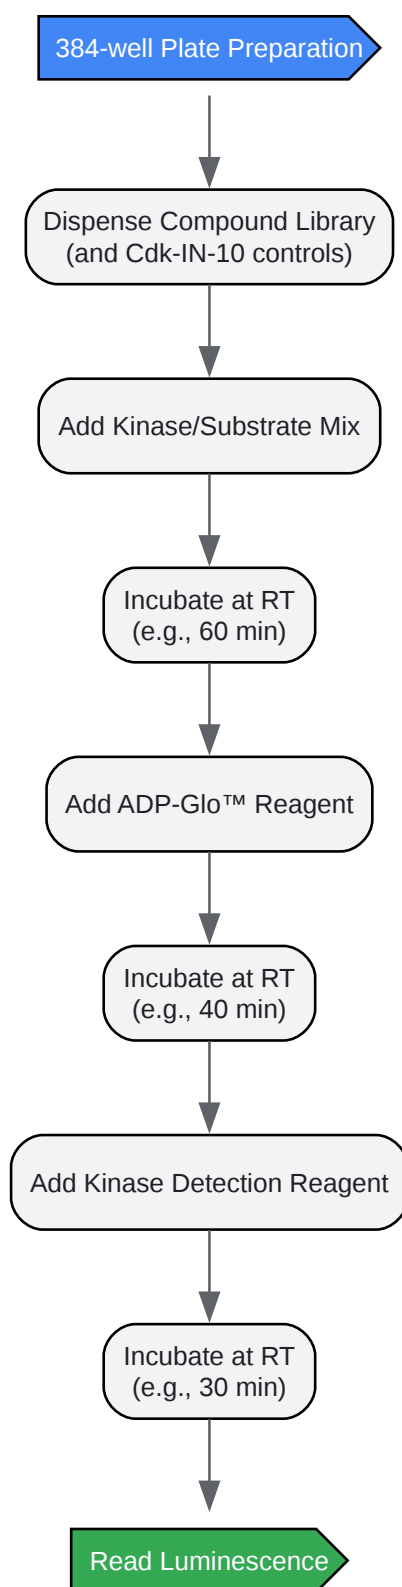 384-well Plate Preparation
Dispense Compound Library
(and Cdk-IN-10 controls)
Add Kinase/Substrate Mix
Incubate at RT
(e.g., 60 min)
Add ADP-Glo™ Reagent
Incubate at RT
(e.g., 40 min)
Add Kinase Detection Reagent
Incubate at RT
(e.g., 30 min)
Read Luminescence